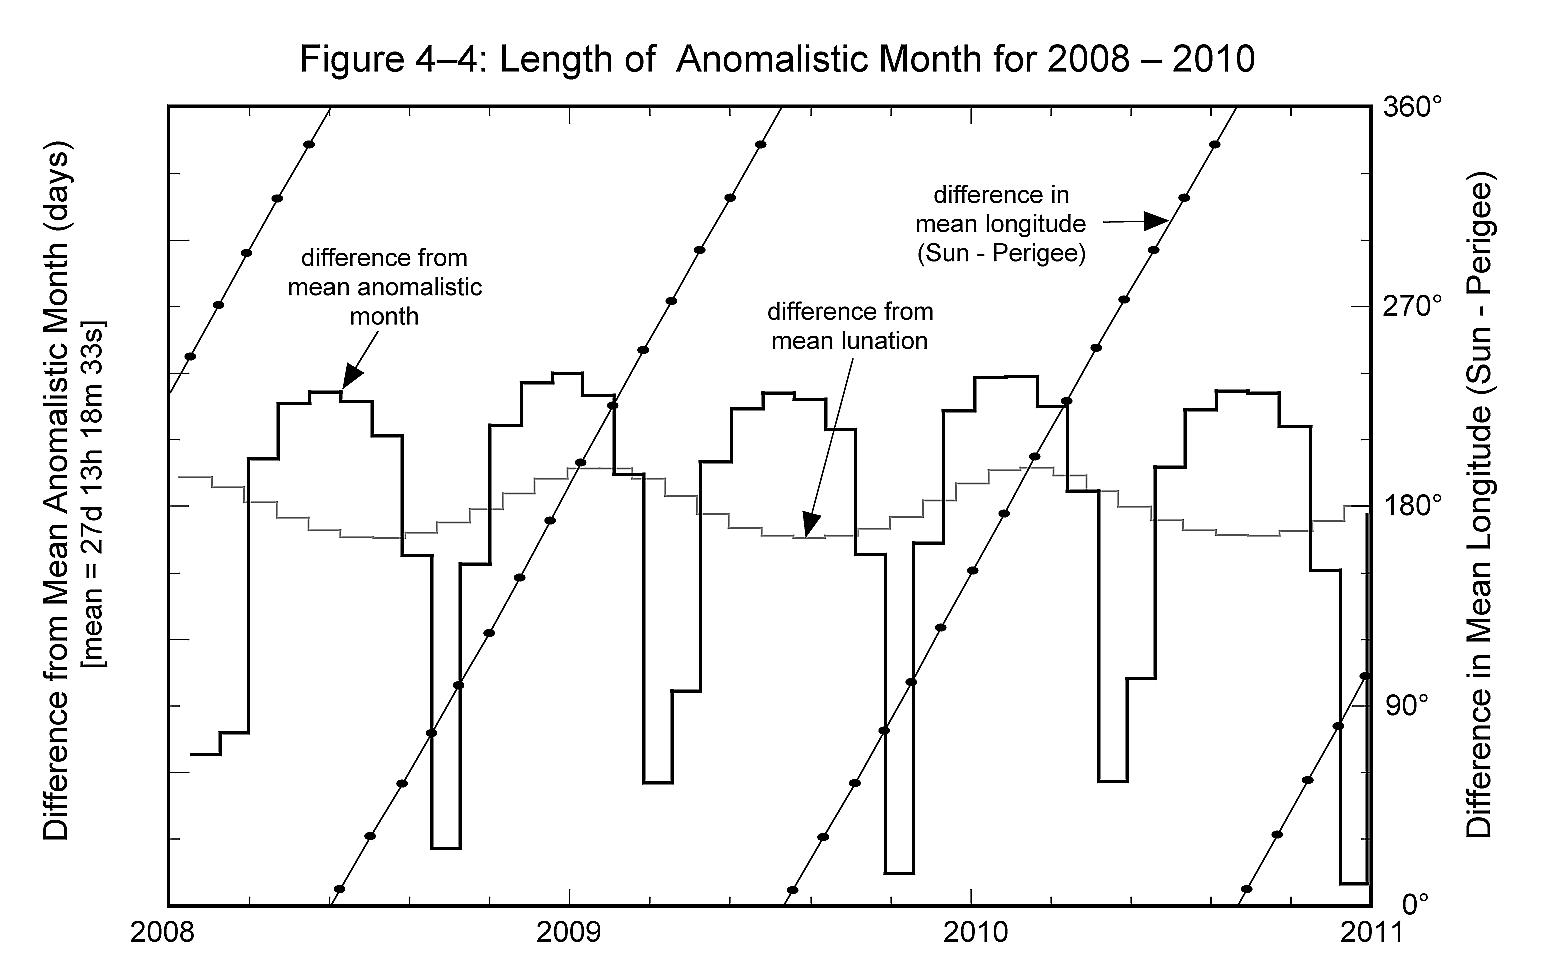 Figure 4–4: Length of Anomalistic Month for 2008 – 2010
Difference from Mean Anomalistic Month (days)
[mean = 27d 13h 18m 33s]
difference from
mean anomalistic
month
difference from
mean lunation
difference in
mean longitude
(Sun - Perigee)
360°
270°
180°
90°
0°
Difference in Mean Longitude (Sun - Perigee)
2008
2009
2010
2011